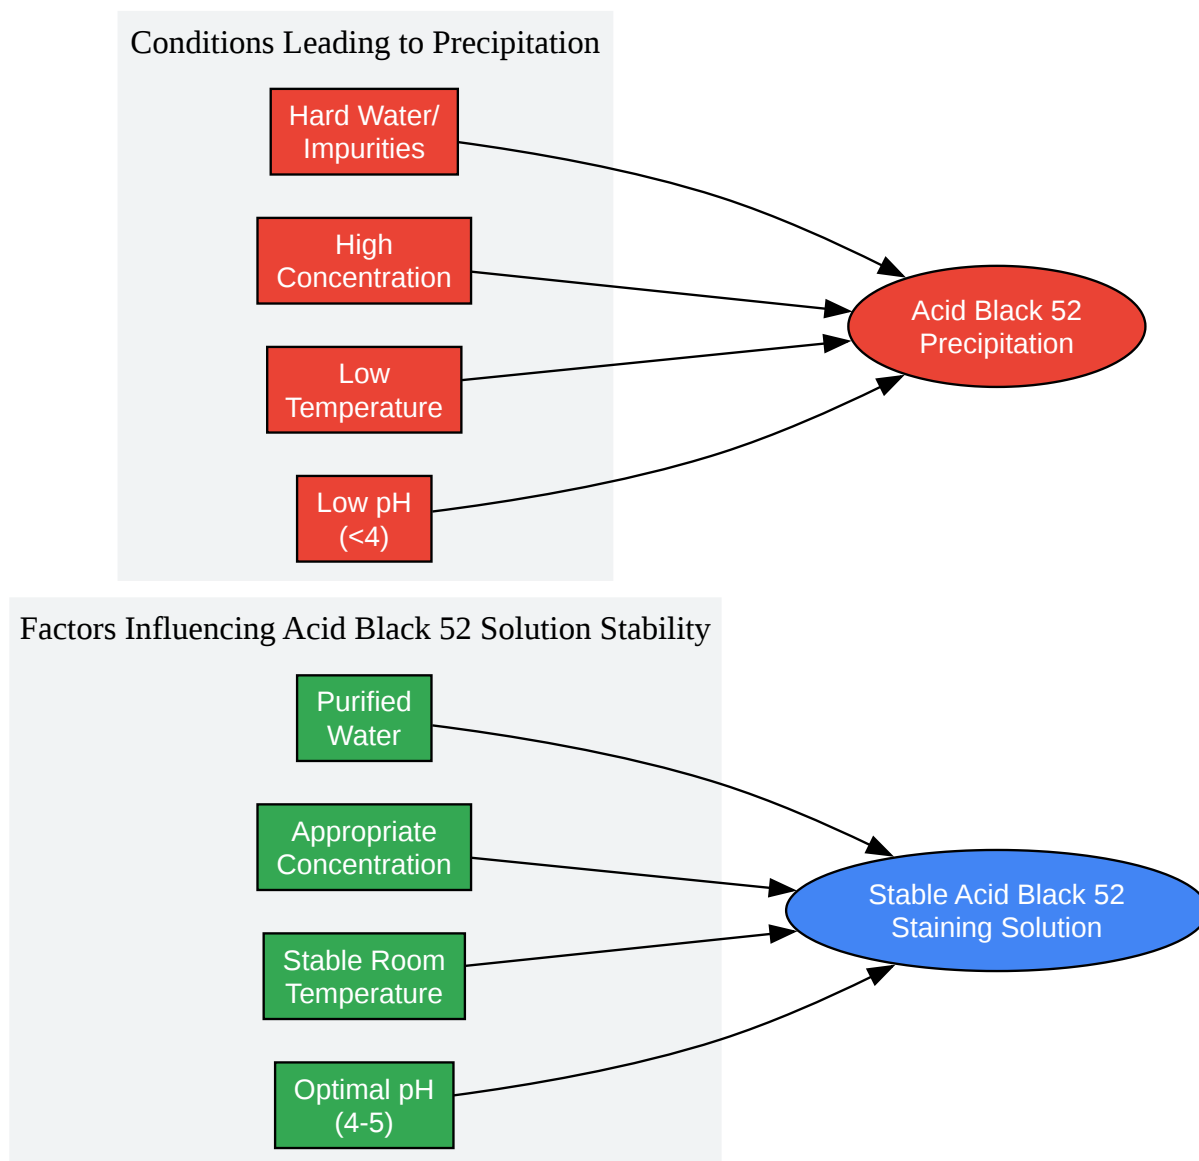 Conditions Leading to Precipitation
Hard Water/
Impurities
High
Concentration
Low
Temperature
Low pH
(<4)
Acid Black 52
Precipitation
Factors Influencing Acid Black 52 Solution Stability
Purified
Water
Appropriate
Concentration
Stable Room
Temperature
Optimal pH
(4-5)
Stable Acid Black 52
Staining Solution